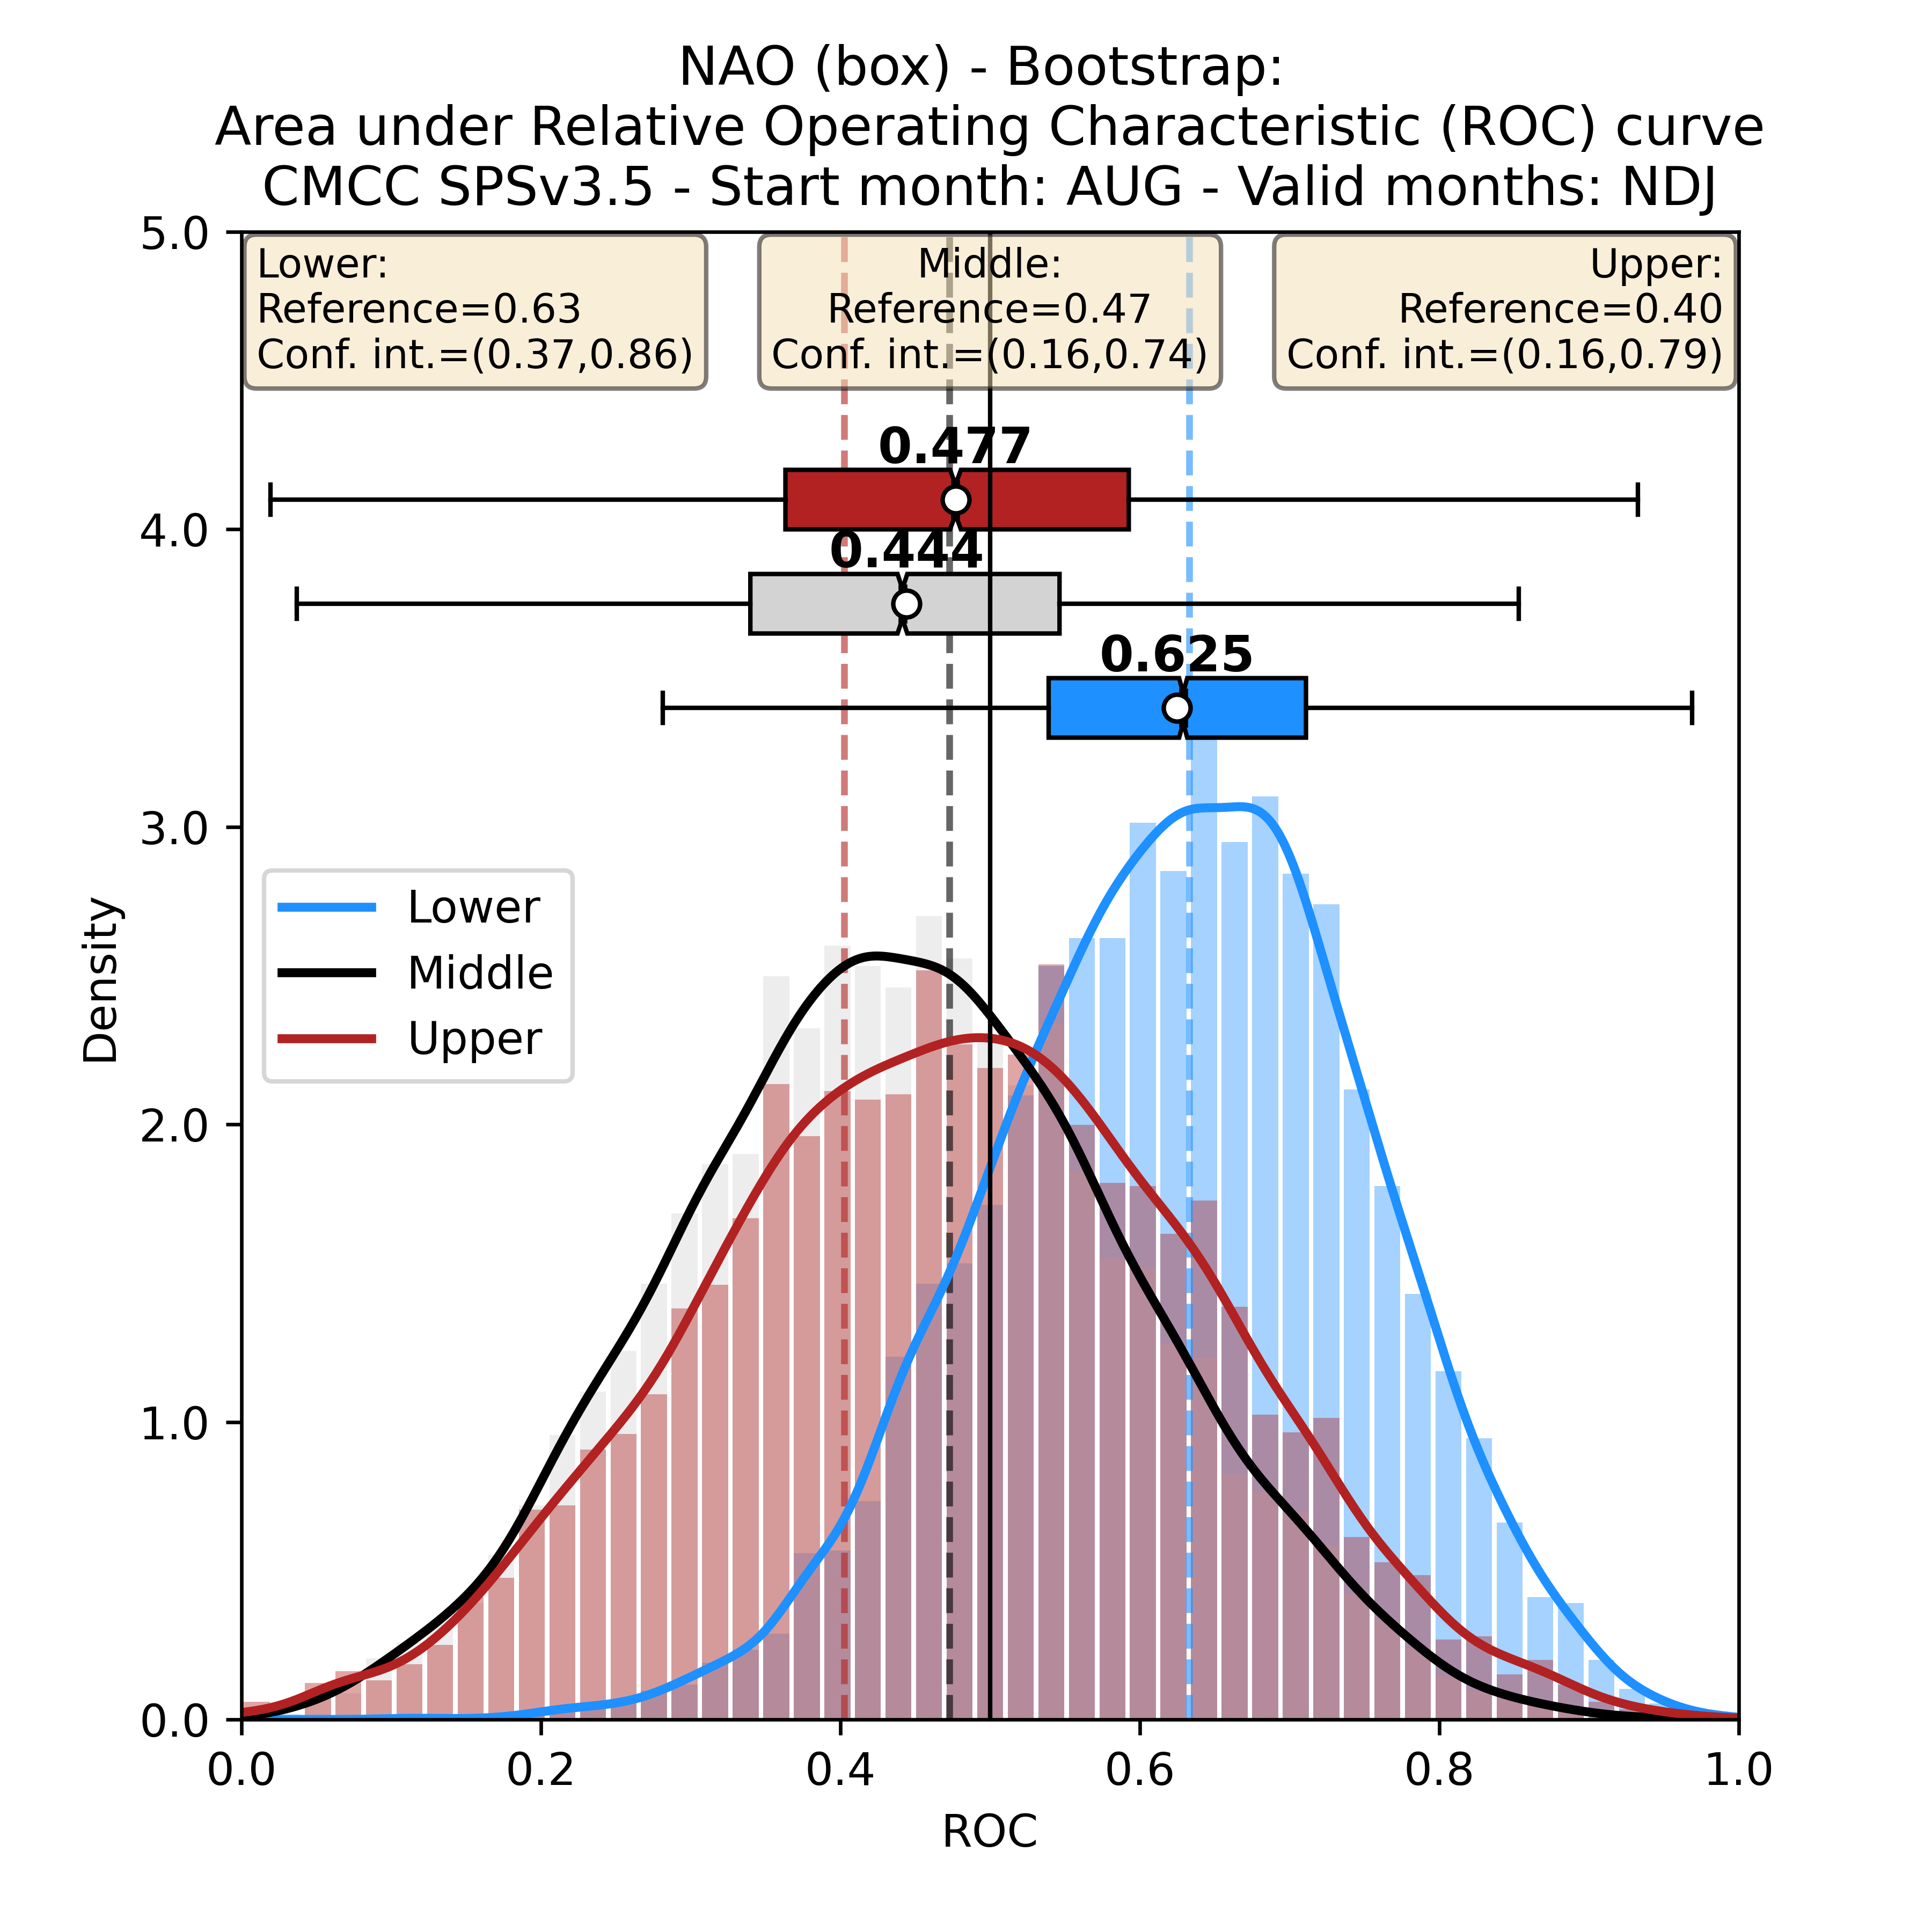 NAO (box) - Bootstrap:
Area under Relative Operating Characteristic (ROC) curve
CMCC SPSv3.5 - Start month: AUG - Valid months: NDJ
Lower:
Reference=0.63
Conf. int.=(0.37,0.86)
Middle:
Reference=0.47
Conf. int.=(0.16,0.74)
Upper:
Reference=0.40
Conf. int.=(0.16,0.79)
0.477
0.444
0.625
Lower
Middle
Upper
Density
5.0
4.0
3.0
2.0
1.0
0.0
0.0 0.2 0.4 0.6 0.8 1.0
ROC